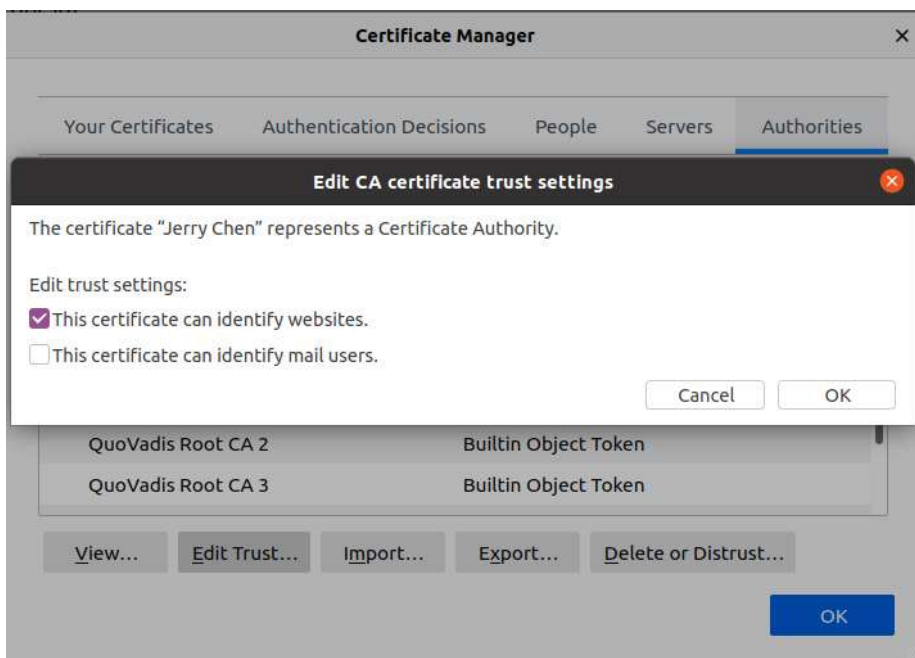 Certificate Manager
Your Certificates Authentication Decisions People Servers Authorities
Edit CA certificate trust settings
The certificate “Jerry Chen” represents a Certificate Authority.
Edit trust settings:
This certificate can identify websites.
This certificate can identify mail users.
Cancel OK
QuoVadis Root CA 2 Builtin Object Token
QuoVadis Root CA 3 Builtin Object Token
View... Edit Trust... Import... Export... Delete or Distrust...
OK